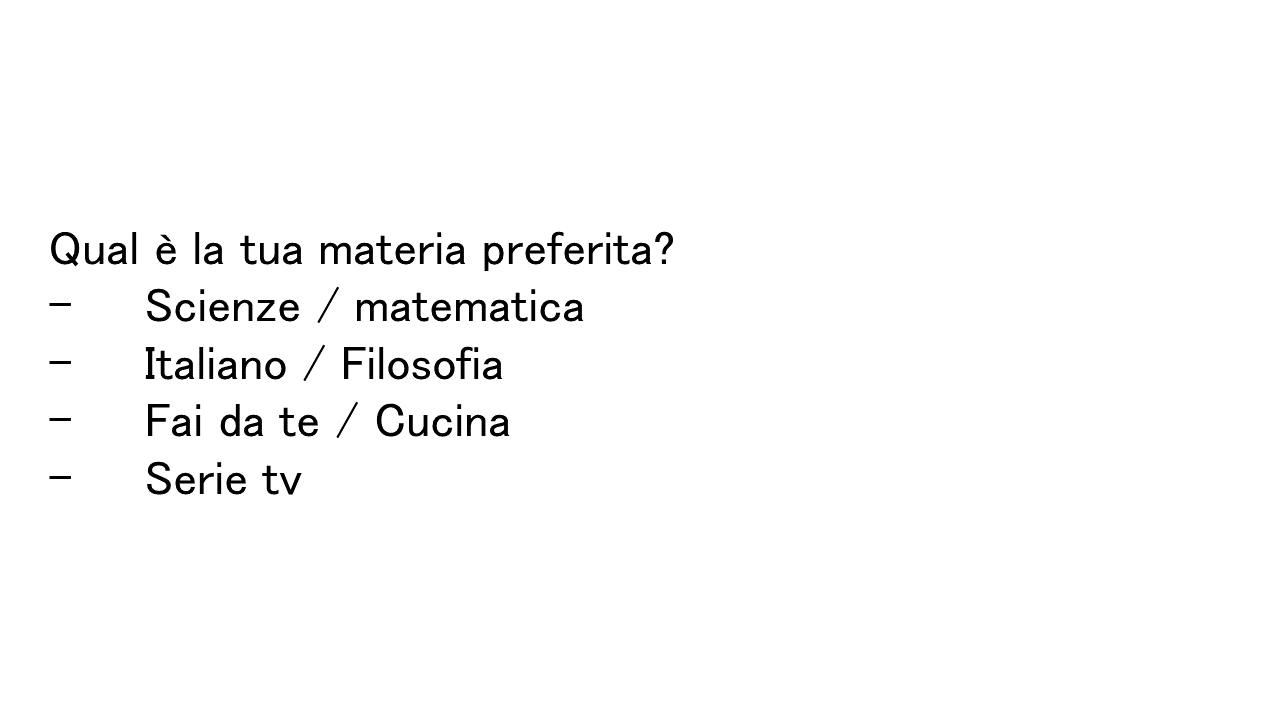 Qual è la tua materia preferita?
- Scienze / matematica
- Italiano / Filosofia
- Fai da te / Cucina
- Serie tv